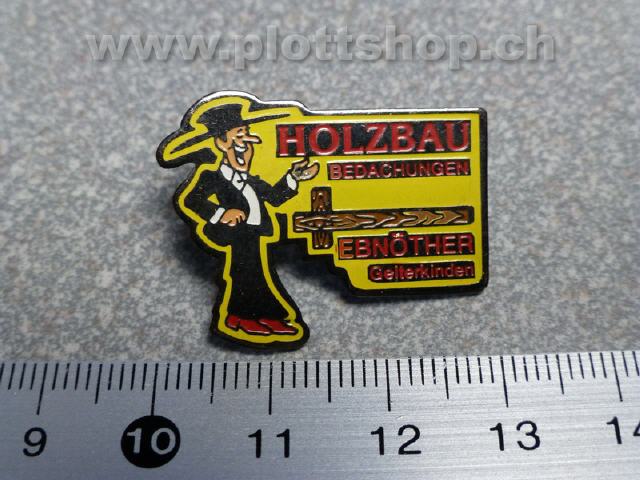 www.plottshop.ch
HOLZBAU
BEDACHUNGEN
EBNÖTHER
Gelterkinden
9 10 11 12 13 14